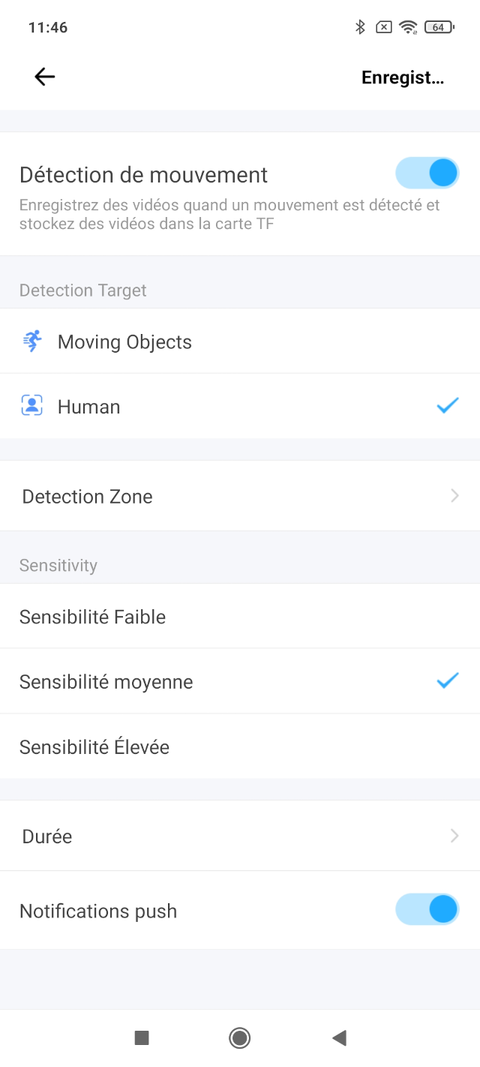 11:46
64
Enregist...
Détection de mouvement
Enregistrez des vidéos quand un mouvement est détecté et
stockez des vidéos dans la carte TF
Detection Target
Moving Objects
Human
Detection Zone
Sensitivity
Sensibilité Faible
Sensibilité moyenne
Sensibilité Élevée
Durée
Notifications push